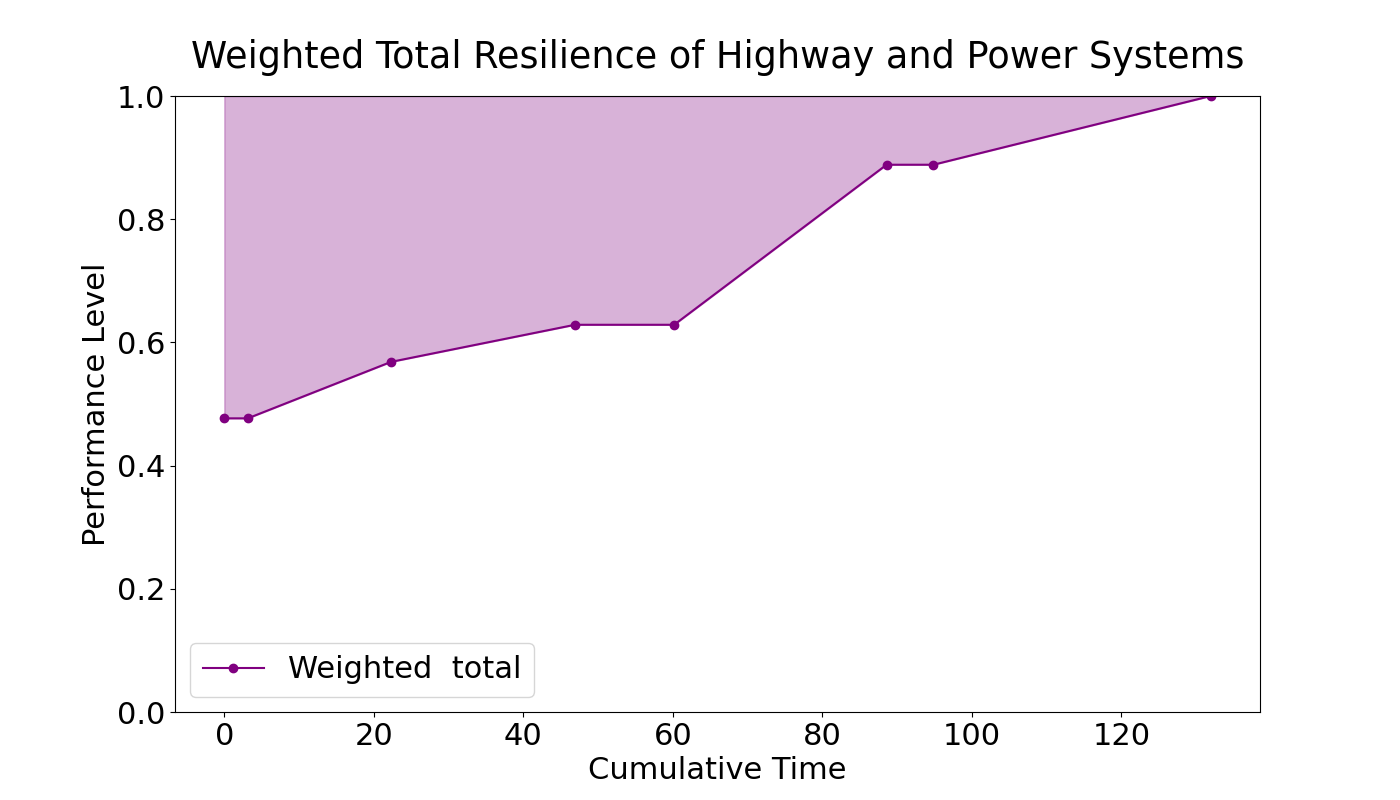 Weighted Total Resilience of Highway and Power Systems
1.0
0.8
0.6
0.4
0.2
0.0
Performance Level
Weighted  total
0 20 40 60 80 100 120
Cumulative Time